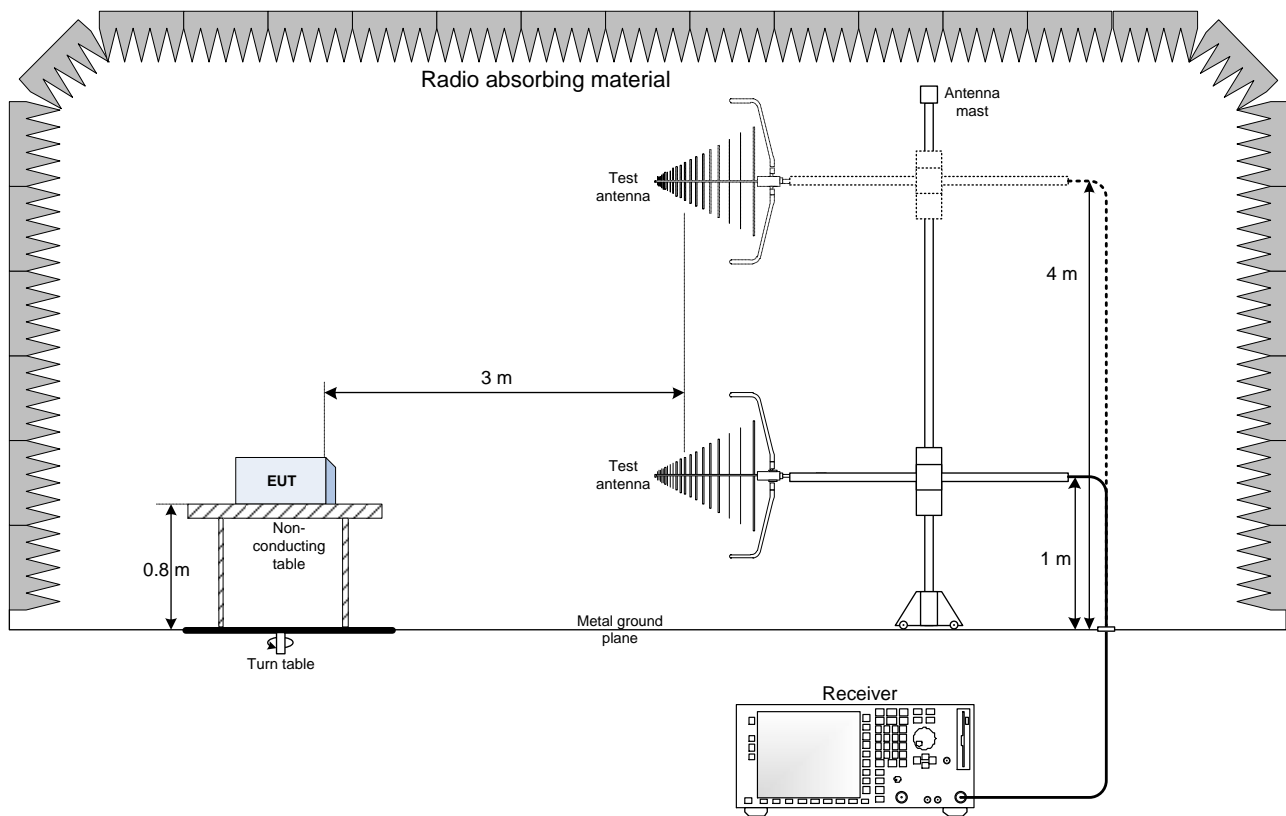 Radio absorbing material
Antenna
mast
Test
antenna
4 m
3 m
Test
antenna
EUT
Non-
conducting
table
0.8 m
1 m
Metal ground
plane
Turn table
Receiver